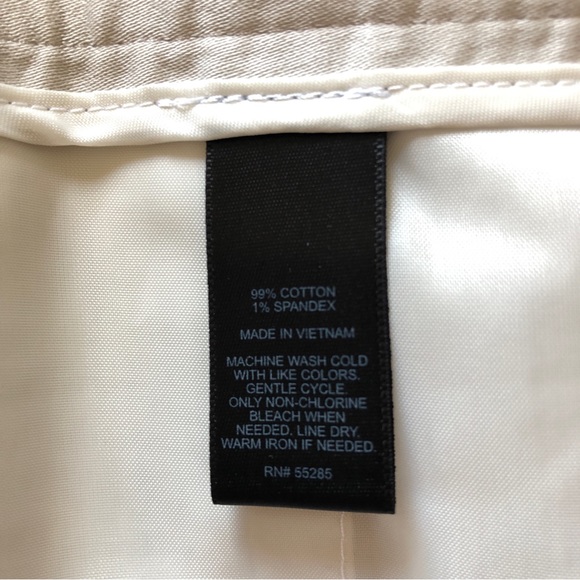 99% COTTON
1% SPANDEX
MADE IN VIETNAM
MACHINE WASH COLD
WITH LIKE COLORS.
GENTLE CYCLE.
ONLY NON-CHLORINE
BLEACH WHEN
NEEDED. LINE DRY.
WARM IRON IF NEEDED.
RN# 55285